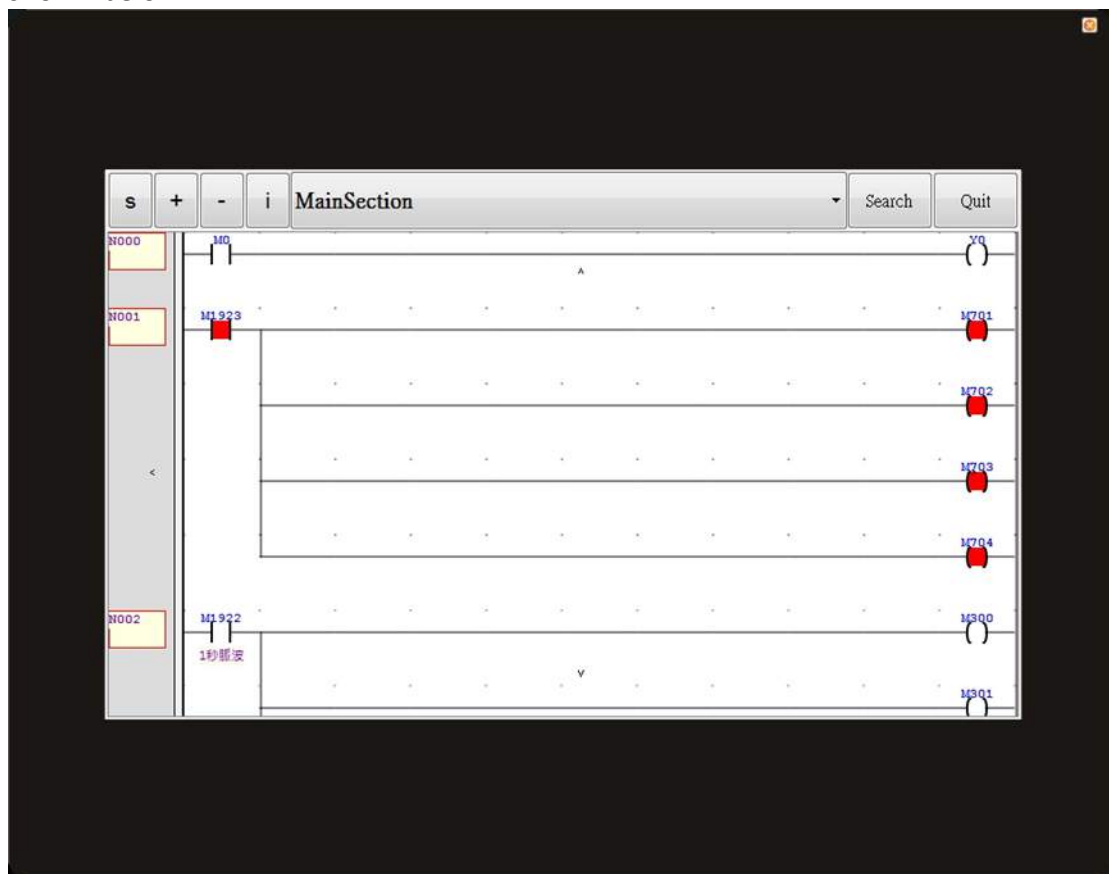 s + - i MainSection Search Quit
N000 M0 Y0
^
N001 M1923 M701
M702
< M703
M704
N002 M1922 M300
1秒脈波
v
M301